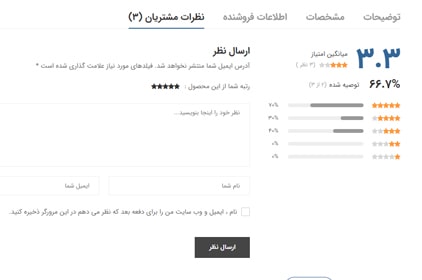 توضیحات
مشخصات
اطلاعات فروشنده
نظرات مشتریان (۳)
۳.۳
میانگین امتیاز
(۳ نظر)
۶۶.۷%
توصیه شده (۲ از ۳)
۷۰%
۳۰%
۴۰%
۰%
۰%
ارسال نظر
آدرس ایمیل شما منتشر نخواهد شد. فیلدهای مورد نیاز علامت گذاری شده است *
رتبه شما از این محصول :
نظر خود را اینجا بنویسید...
نام شما
ایمیل شما
نام ، ایمیل و وب سایت من را برای دفعه بعد که نظر می دهم در این مرورگر ذخیره کنید.
ارسال نظر